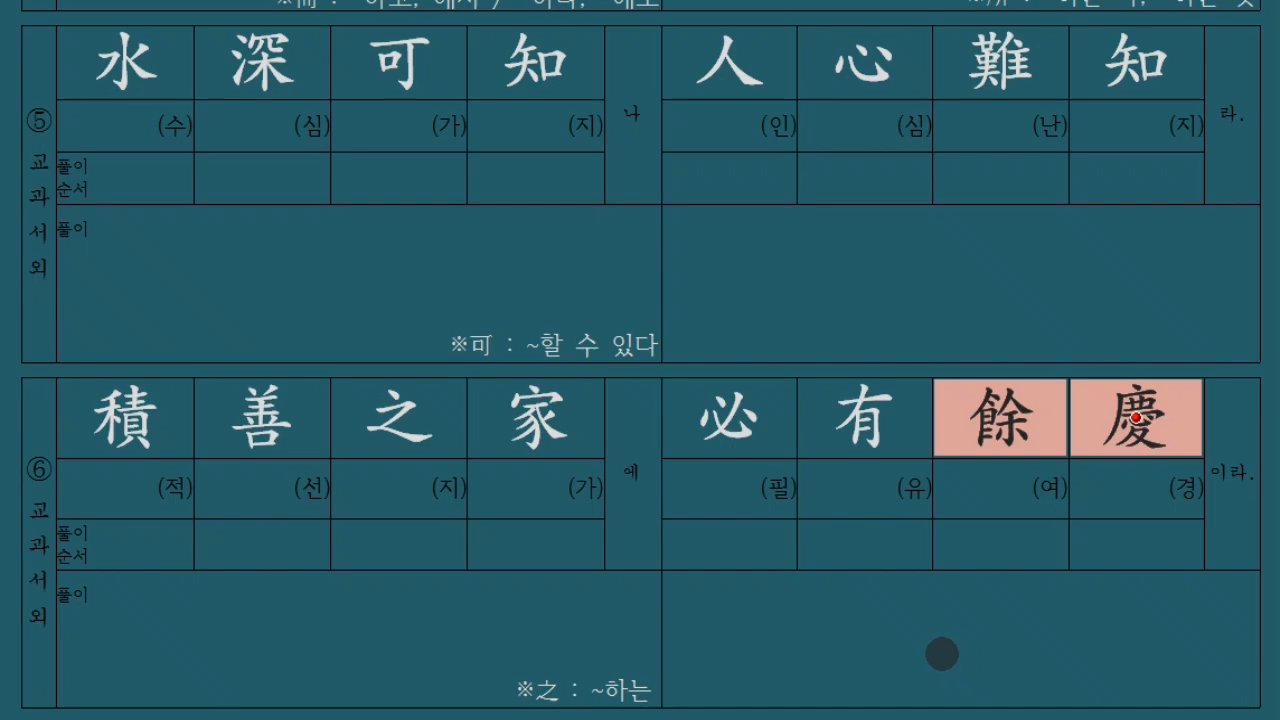 ⑤ 교과서외
水 深 可 知 나 人 心 難 知 라.
(수) (심) (가) (지) (인) (심) (난) (지)
풀이
순서
풀이
※可 : ~할 수 있다
⑥ 교과서외
積 善 之 家 에 必 有 餘 慶 이라.
(적) (선) (지) (가) (필) (유) (여) (경)
풀이
순서
풀이
※之 : ~하는